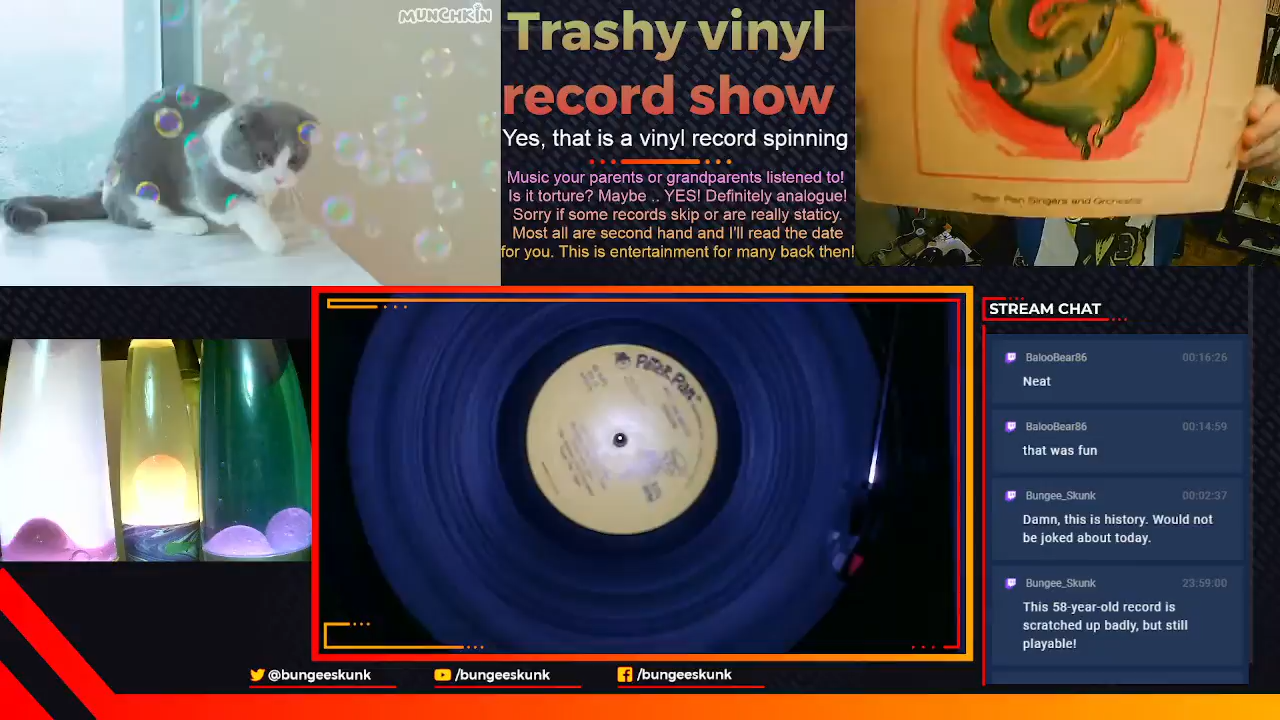 MUNCHKIN
Trashy vinyl
record show
Yes, that is a vinyl record spinning
Music your parents or grandparents listened to!
Is it torture? Maybe .. YES! Definitely analogue!
Sorry if some records skip or are really staticy.
Most all are second hand and I'll read the date
for you. This is entertainment for many back then!
Peter Pan Singers and Orchestra
Peter Pan
STREAM CHAT
BalooBear86 00:16:26
Neat
BalooBear86 00:14:59
that was fun
Bungee_Skunk 00:02:37
Damn, this is history. Would not
be joked about today.
Bungee_Skunk 23:59:00
This 58-year-old record is
scratched up badly, but still
playable!
@bungeeskunk
/bungeeskunk
/bungeeskunk